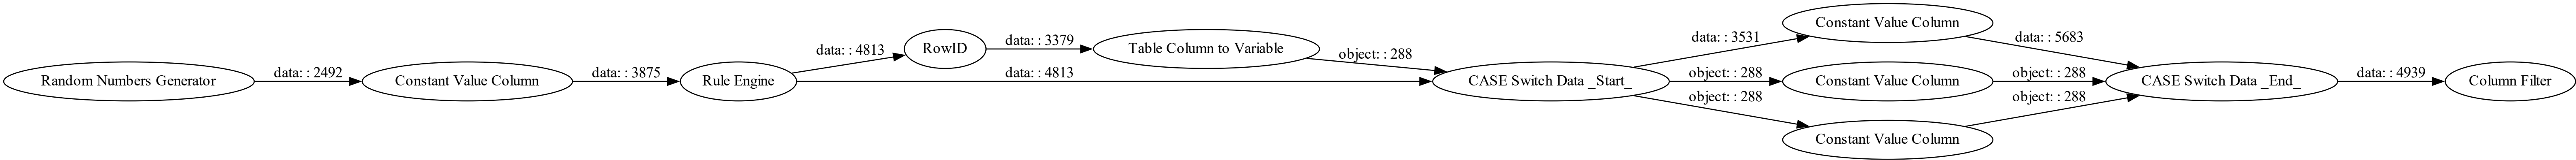 Random Numbers Generator
data: : 2492
Constant Value Column
data: : 3875
Rule Engine
data: : 4813
RowID
data: : 3379
Table Column to Variable
object: : 288
data: : 4813
CASE Switch Data _Start_
data: : 3531
Constant Value Column
data: : 5683
object: : 288
Constant Value Column
object: : 288
object: : 288
Constant Value Column
object: : 288
CASE Switch Data _End_
data: : 4939
Column Filter